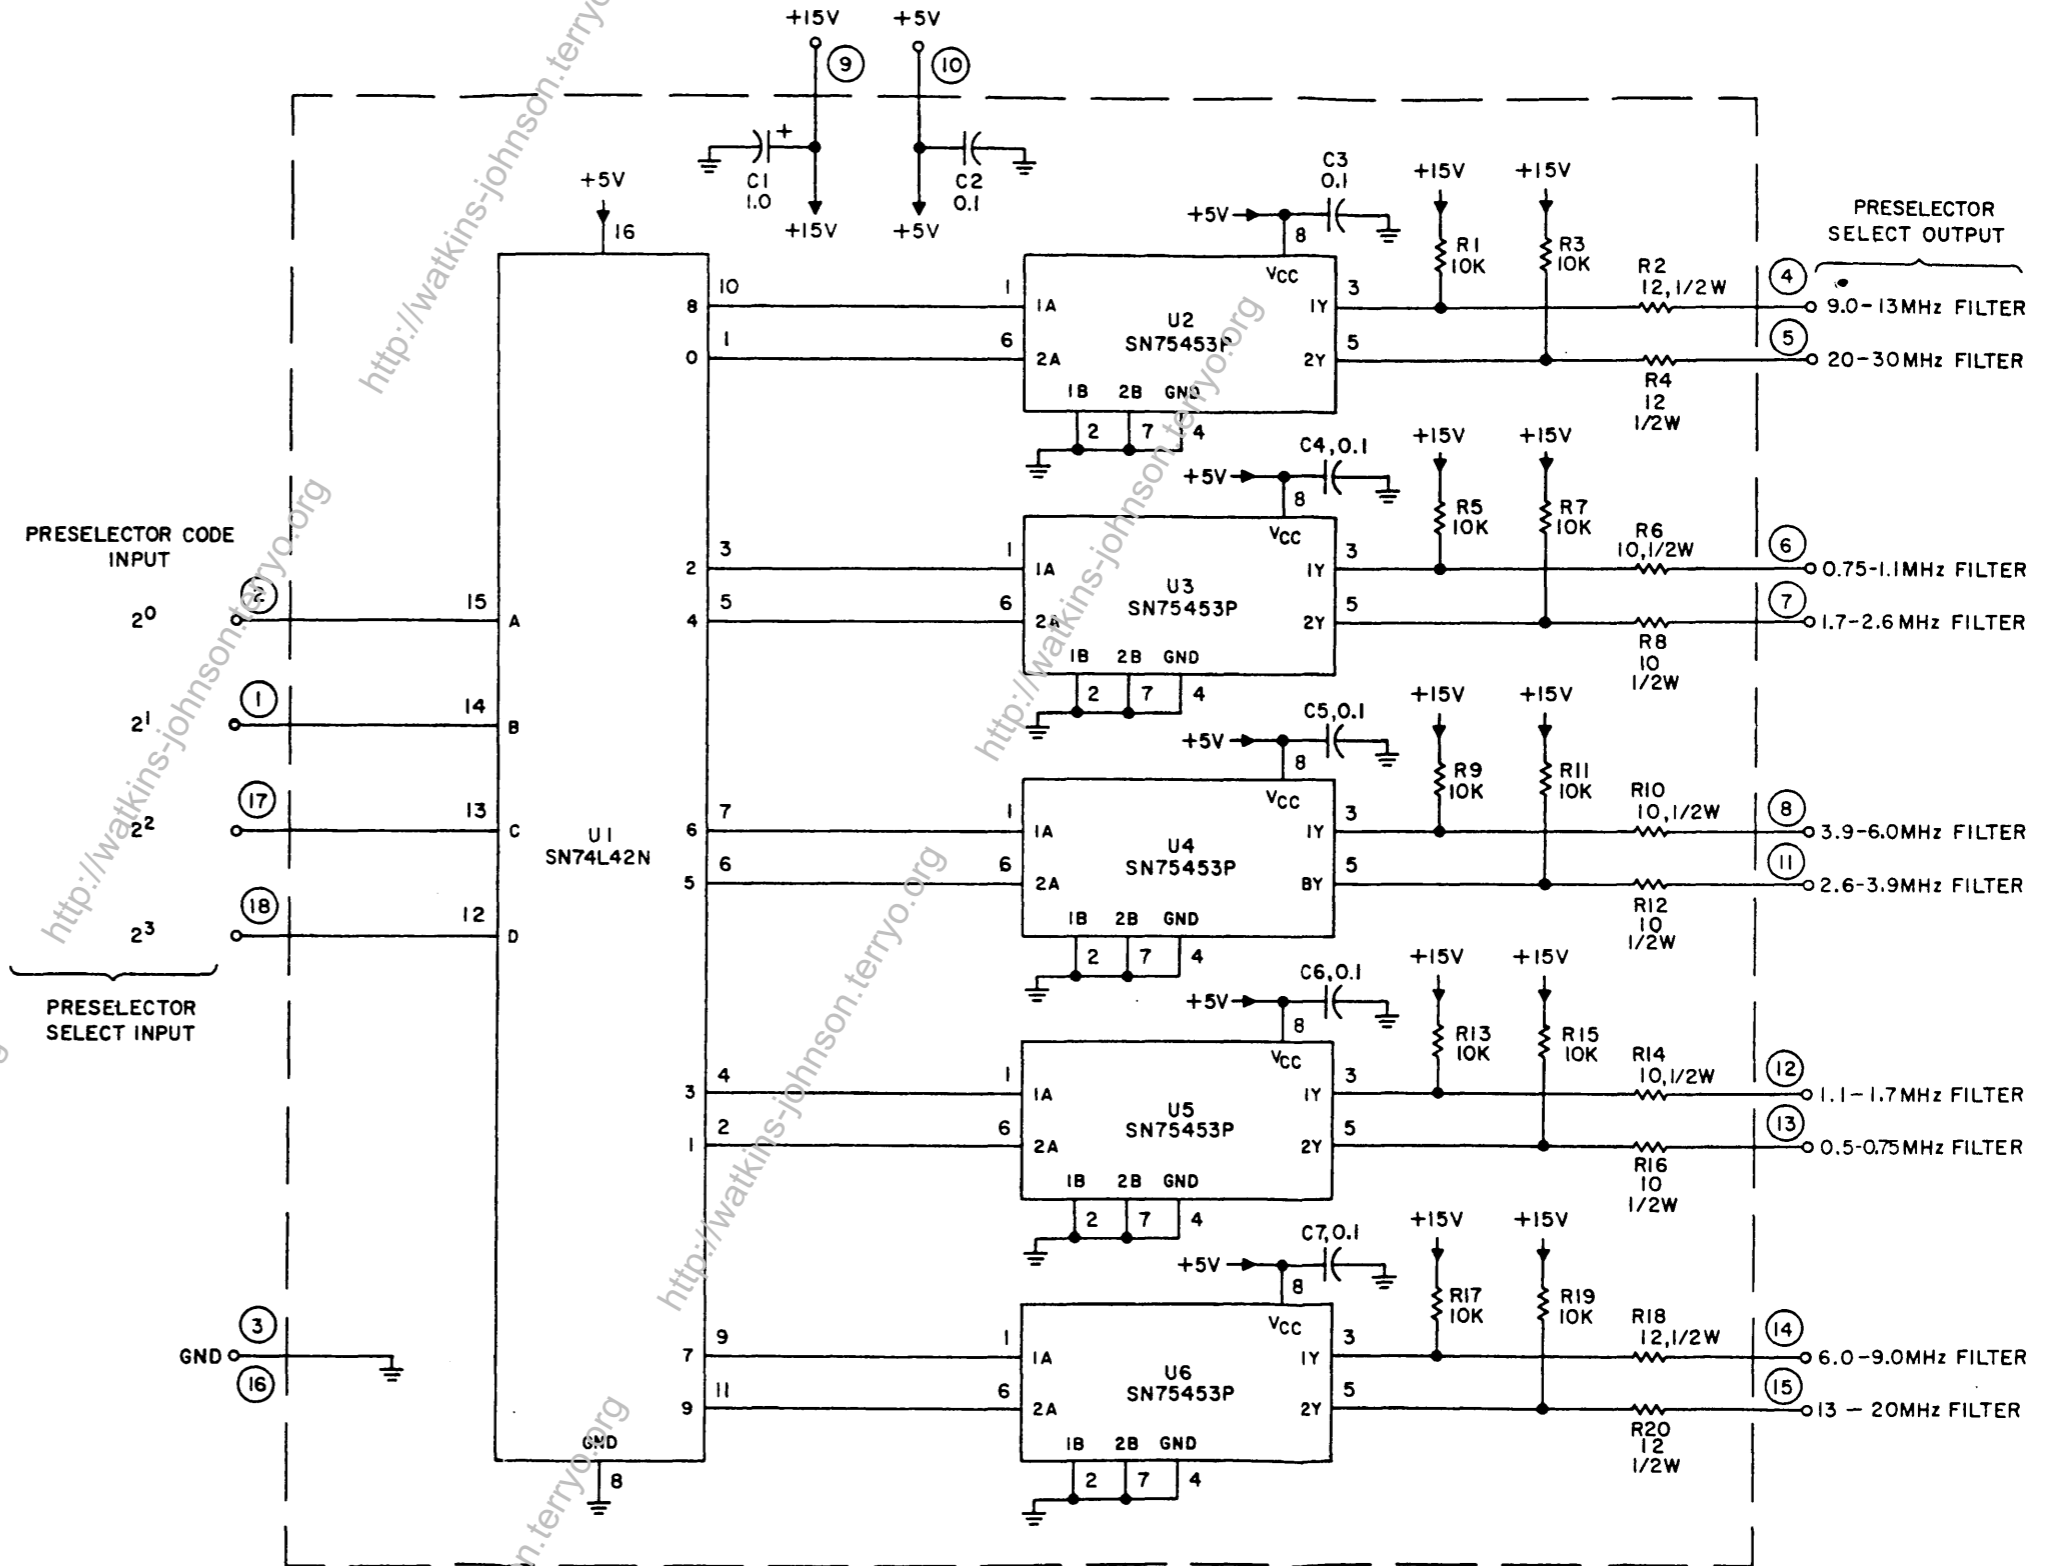 +15V
+5V
9
10
+
C1
1.0
C2
0.1
+15V
+5V
+5V
16
PRESELECTOR CODE
INPUT
2⁰
2
15
A
2¹
1
14
B
2²
17
13
C
2³
18
12
D
PRESELECTOR
SELECT INPUT
GND
3
16
U1
SN74L42N
GND
8
10
8
1
0
3
2
5
4
7
6
6
5
4
3
2
1
9
7
11
9
C3
0.1
+5V
8
VCC
1
1A
6
2A
U2
SN75453P
1Y
3
2Y
5
1B
2B
GND
2
7
4
+15V
+15V
R1
10K
R3
10K
R2
12,1/2W
R4
12
1/2W
PRESELECTOR
SELECT OUTPUT
4
9.0-13MHz FILTER
5
20-30MHz FILTER
C4,0.1
+5V
8
VCC
1
1A
6
2A
U3
SN75453P
1Y
3
2Y
5
1B
2B
GND
2
7
4
+15V
+15V
R5
10K
R7
10K
R6
10,1/2W
R8
10
1/2W
6
0.75-1.1MHz FILTER
7
1.7-2.6MHz FILTER
C5,0.1
+5V
8
VCC
1
1A
6
2A
U4
SN75453P
1Y
3
BY
5
1B
2B
GND
2
7
4
+15V
+15V
R9
10K
R11
10K
R10
10,1/2W
R12
10
1/2W
8
3.9-6.0MHz FILTER
11
2.6-3.9MHz FILTER
C6,0.1
+5V
8
VCC
1
1A
6
2A
U5
SN75453P
1Y
3
2Y
5
1B
2B
GND
2
7
4
+15V
+15V
R13
10K
R15
10K
R14
10,1/2W
R16
10
1/2W
12
1.1-1.7MHz FILTER
13
0.5-0.75MHz FILTER
C7,0.1
+5V
8
VCC
1
1A
6
2A
U6
SN75453P
1Y
3
2Y
5
1B
2B
GND
2
7
4
+15V
+15V
R17
10K
R19
10K
R18
12,1/2W
R20
12
1/2W
14
6.0-9.0MHz FILTER
15
13 - 20MHz FILTER
http://watkins-johnson.terryo
http://watkins-johnson.terryo.org
http://watkins-johnson.terryo.org
http://watkins-johnson.terryo.org
n.terryo.org